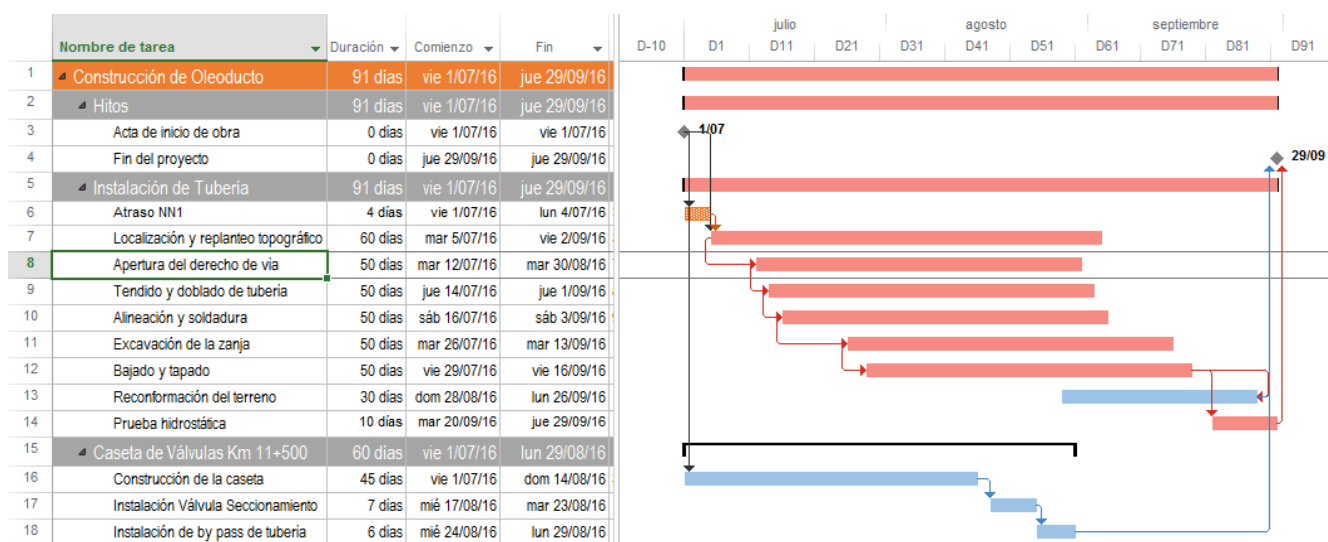 julio agosto septiembre
Nombre de tarea Duración Comienzo Fin D-10 D1 D11 D21 D31 D41 D51 D61 D71 D81 D91
1 Construcción de Oleoducto 91 días vie 1/07/16 jue 29/09/16
2 Hitos 91 días vie 1/07/16 jue 29/09/16
3 Acta de inicio de obra 0 días vie 1/07/16 vie 1/07/16 1/07
4 Fin del proyecto 0 días jue 29/09/16 jue 29/09/16 29/09
5 Instalación de Tubería 91 días vie 1/07/16 jue 29/09/16
6 Atraso NN1 4 días vie 1/07/16 lun 4/07/16
7 Localización y replanteo topográfico 60 días mar 5/07/16 vie 2/09/16
8 Apertura del derecho de vía 50 días mar 12/07/16 mar 30/08/16
9 Tendido y doblado de tubería 50 días jue 14/07/16 jue 1/09/16
10 Alineación y soldadura 50 días sáb 16/07/16 sáb 3/09/16
11 Excavación de la zanja 50 días mar 26/07/16 mar 13/09/16
12 Bajado y tapado 50 días vie 29/07/16 vie 16/09/16
13 Reconformación del terreno 30 días dom 28/08/16 lun 26/09/16
14 Prueba hidrostática 10 días mar 20/09/16 jue 29/09/16
15 Caseta de Válvulas Km 11+500 60 días vie 1/07/16 lun 29/08/16
16 Construcción de la caseta 45 días vie 1/07/16 dom 14/08/16
17 Instalación Válvula Seccionamiento 7 días mié 17/08/16 mar 23/08/16
18 Instalación de by pass de tubería 6 días mié 24/08/16 lun 29/08/16